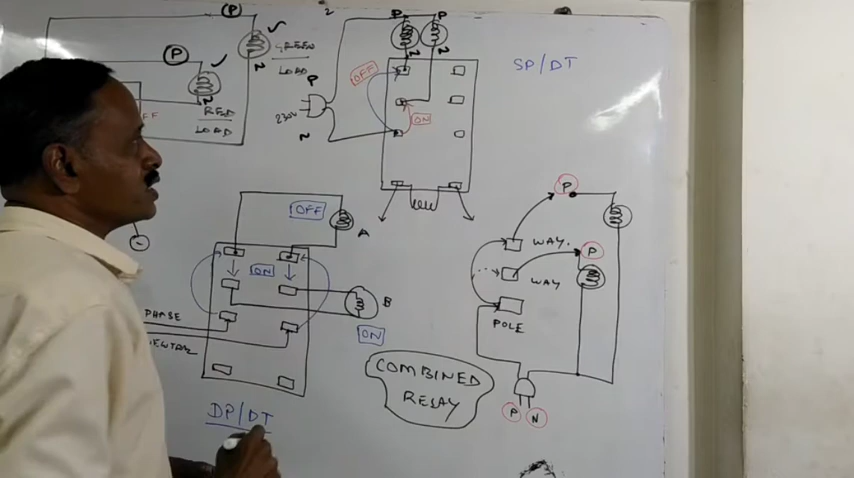 P
P
GREEN
LOAD
N
N
RED
LOAD
P
230V
N
P
P
N
N
OFF
ON
SP/DT
OFF
A
ON
B
ON
PHASE
NEUTRAL
DP/DT
P
WAY.
P
WAY
POLE
COMBINED
RELAY
P
N